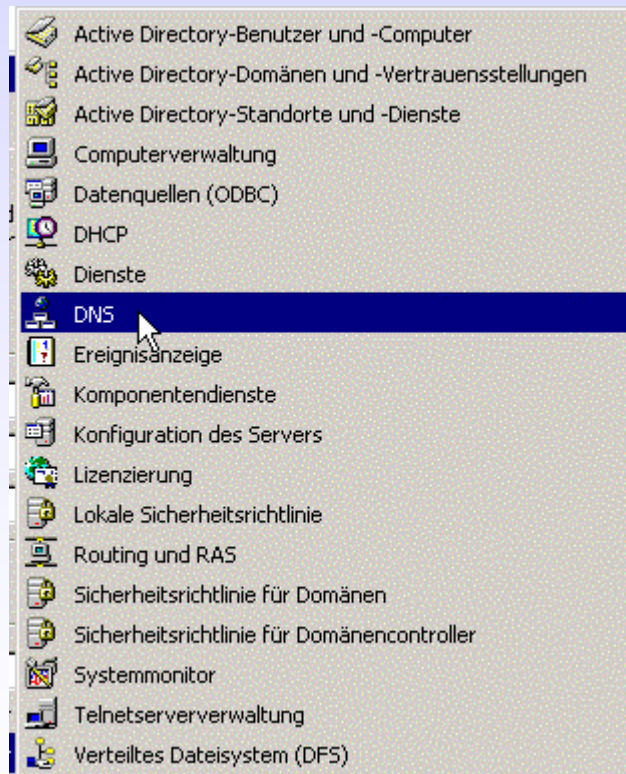 Active Directory-Benutzer und -Computer
Active Directory-Domänen und -Vertrauensstellungen
Active Directory-Standorte und -Dienste
Computerverwaltung
Datenquellen (ODBC)
DHCP
Dienste
DNS
Ereignisanzeige
Komponentendienste
Konfiguration des Servers
Lizenzierung
Lokale Sicherheitsrichtlinie
Routing und RAS
Sicherheitsrichtlinie für Domänen
Sicherheitsrichtlinie für Domänencontroller
Systemmonitor
Telnetserververwaltung
Verteiltes Dateisystem (DFS)